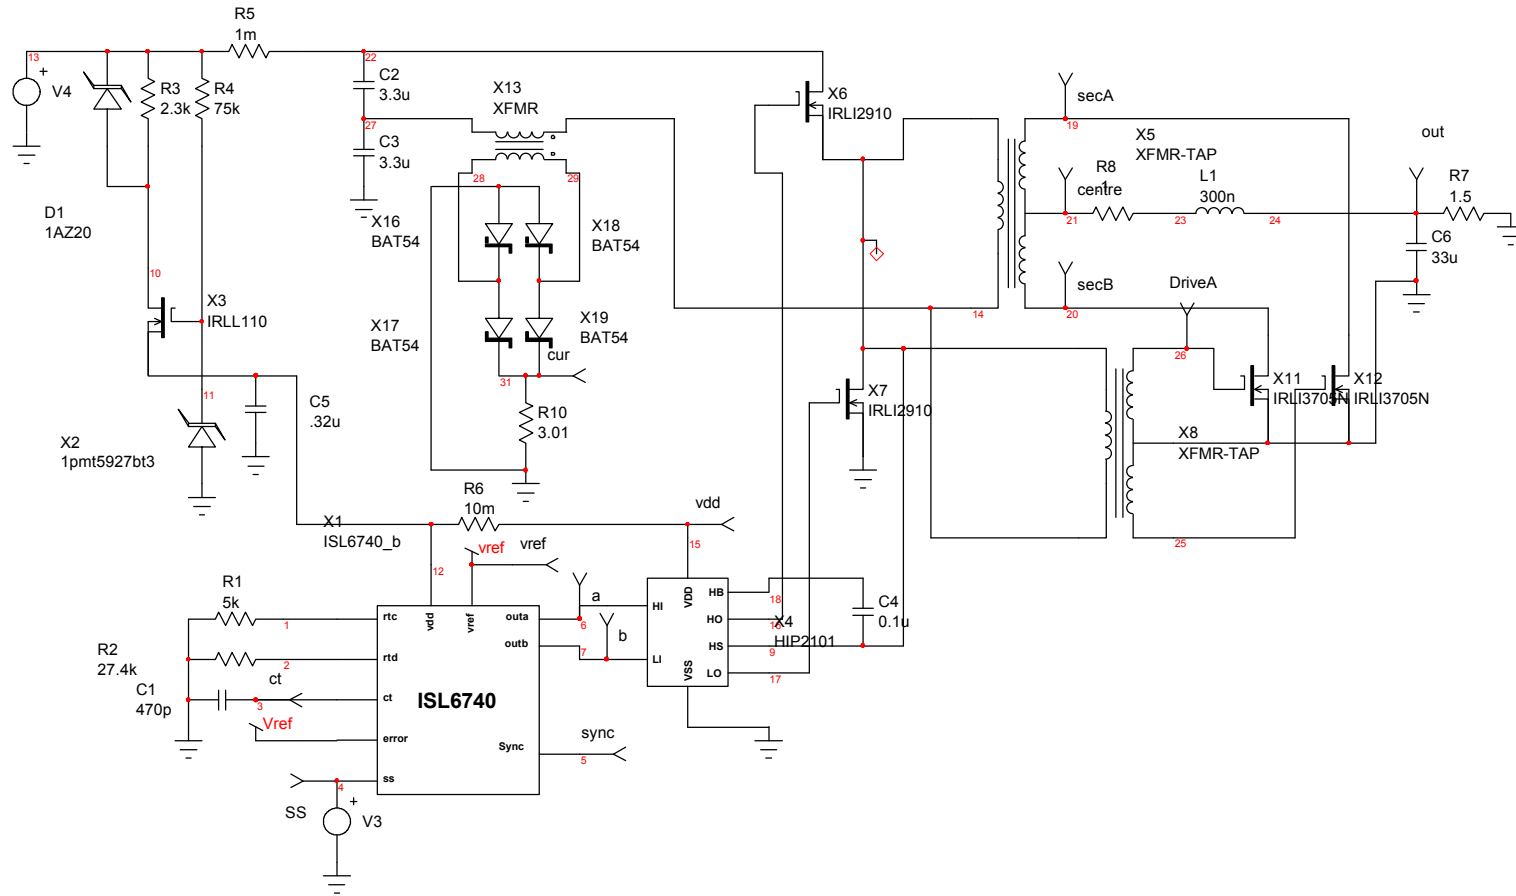 R5
1m
13
22
V4
R3
2.3k
R4
75k
C2
3.3u
X13
XFMR
X6
IRLI2910
secA
27
19
C3
3.3u
X5
XFMR-TAP
out
28
29
centre
R8
.1
L1
300n
R7
1.5
D1
1AZ20
X16
BAT54
X18
BAT54
21
23
24
C6
33u
10
secB
DriveA
X3
IRLL110
X17
BAT54
X19
BAT54
14
20
cur
26
31
11
C5
.32u
R10
3.01
X7
IRLI2910
X11
IRLI3705N
X12
IRLI3705N
X2
1pmt5927bt3
X8
XFMR-TAP
R6
10m
vdd
X1
ISL6740_b
vref
vref
15
25
12
R1
5k
a
HI
VDD
HB
18
C4
0.1u
1
rtc
vdd
vref
outa
6
HO
16
X4
HIP2101
R2
27.4k
2
rtd
outb
7
b
LI
VSS
HS
9
LO
17
C1
470p
ct
3
ct
ISL6740
Vref
error
Sync
sync
5
ss
4
SS
V3
+
+